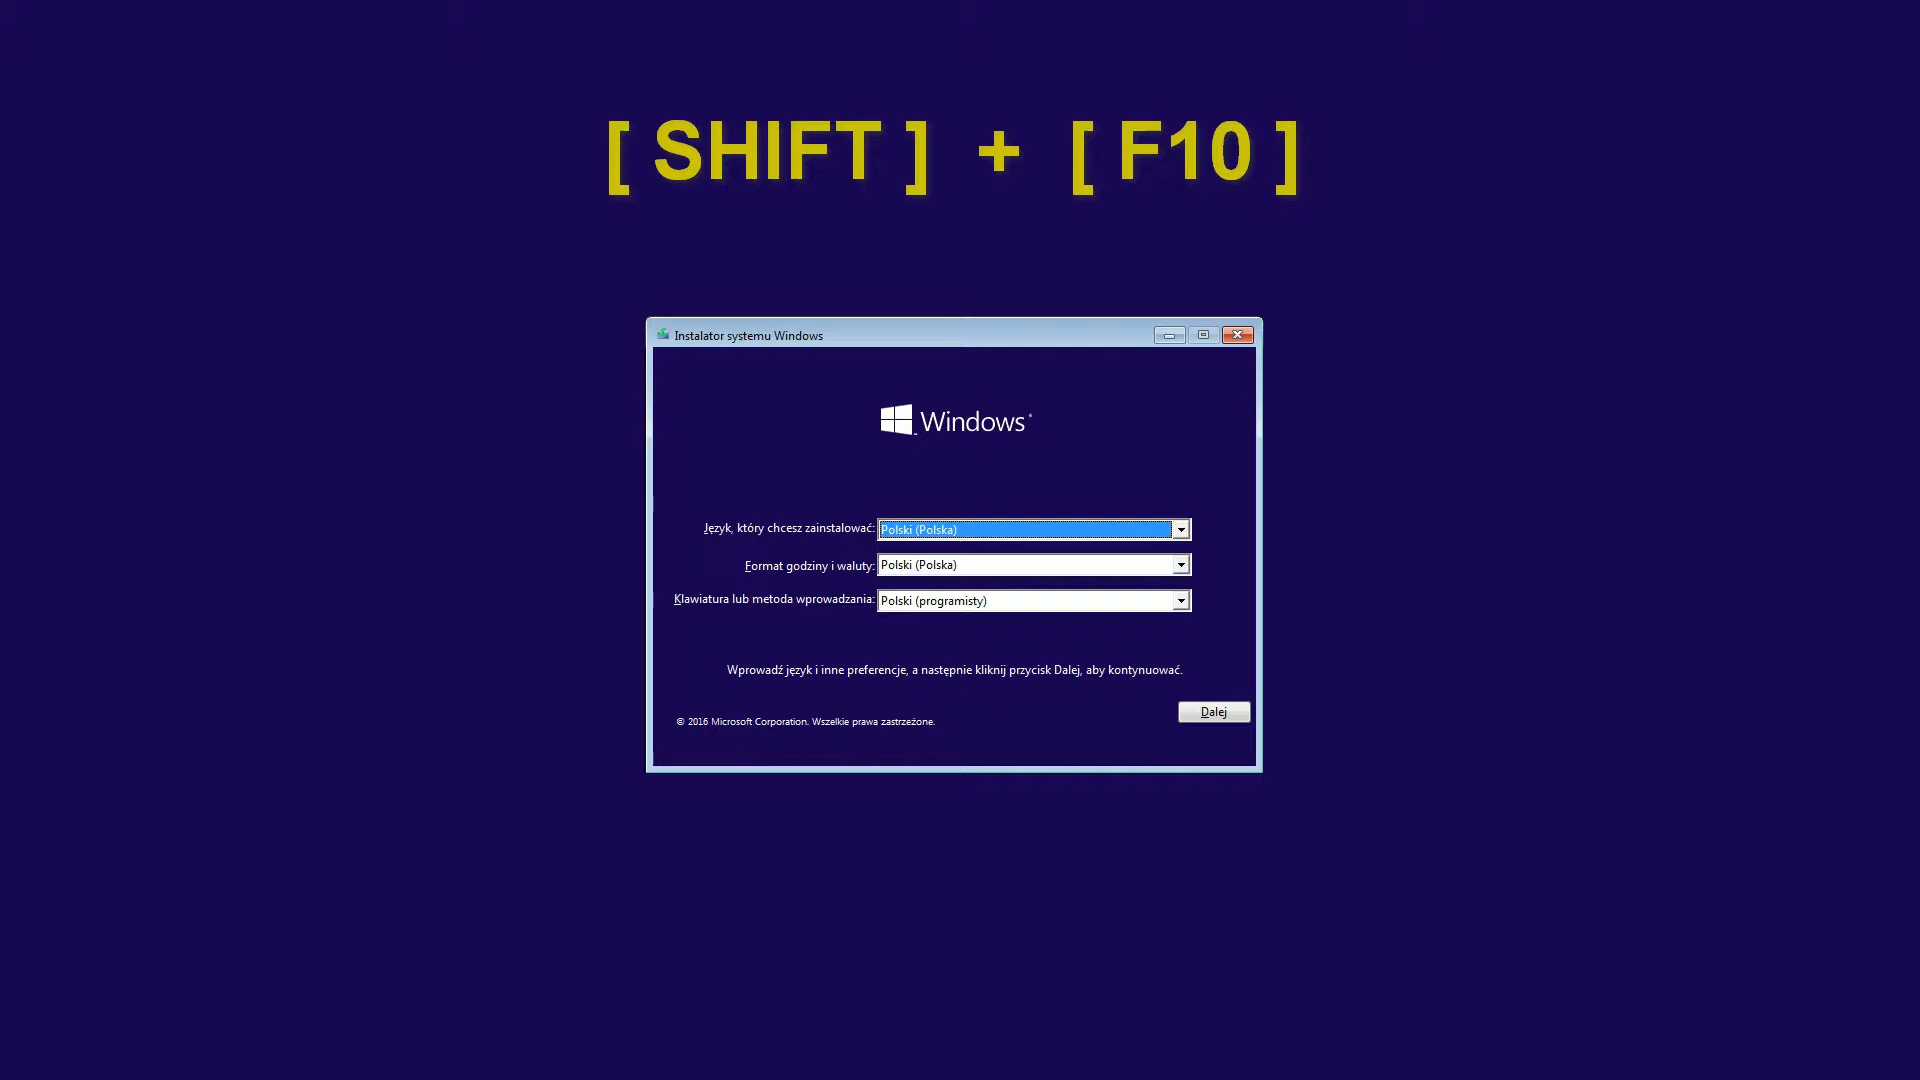 [ SHIFT ] + [ F10 ]
Instalator systemu Windows
Windows
Język, który chcesz zainstalować: Polski (Polska)
Format godziny i waluty: Polski (Polska)
Klawiatura lub metoda wprowadzania: Polski (programisty)
Wprowadź język i inne preferencje, a następnie kliknij przycisk Dalej, aby kontynuować.
Dalej
© 2016 Microsoft Corporation. Wszelkie prawa zastrzeżone.